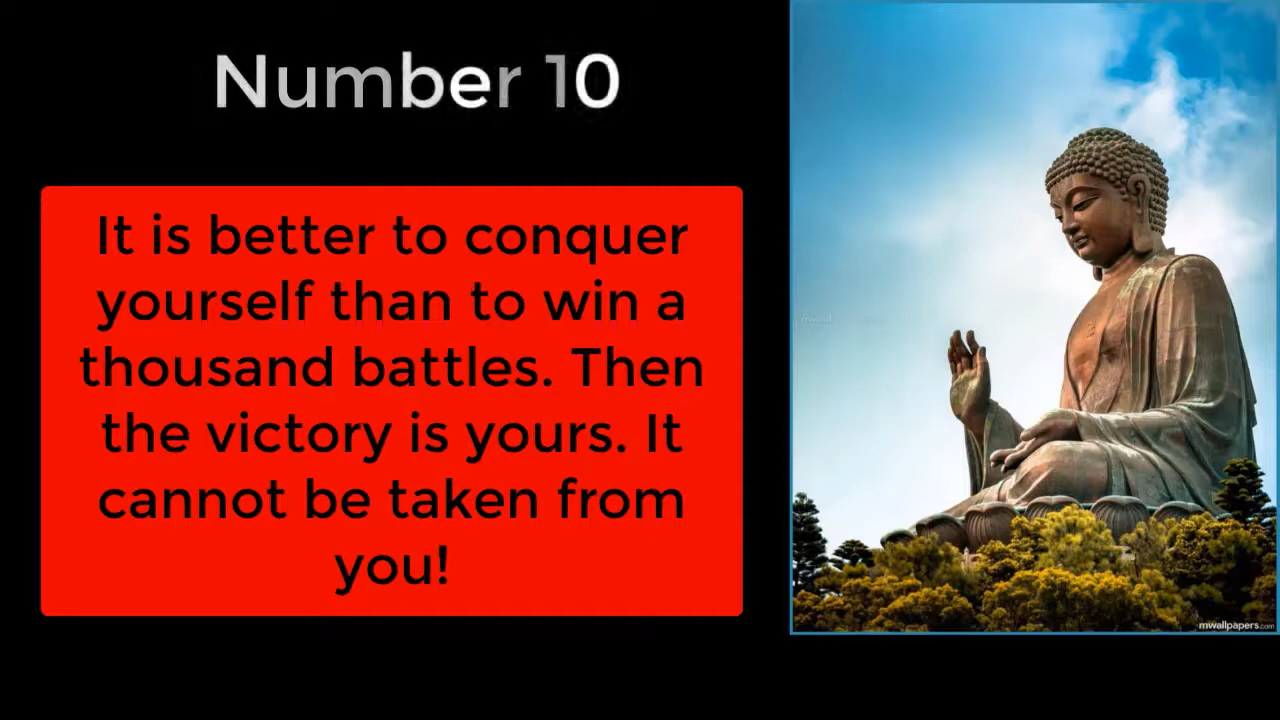 Number 10
It is better to conquer
yourself than to win a
thousand battles. Then
the victory is yours. It
cannot be taken from
you!
mwallpapers.com